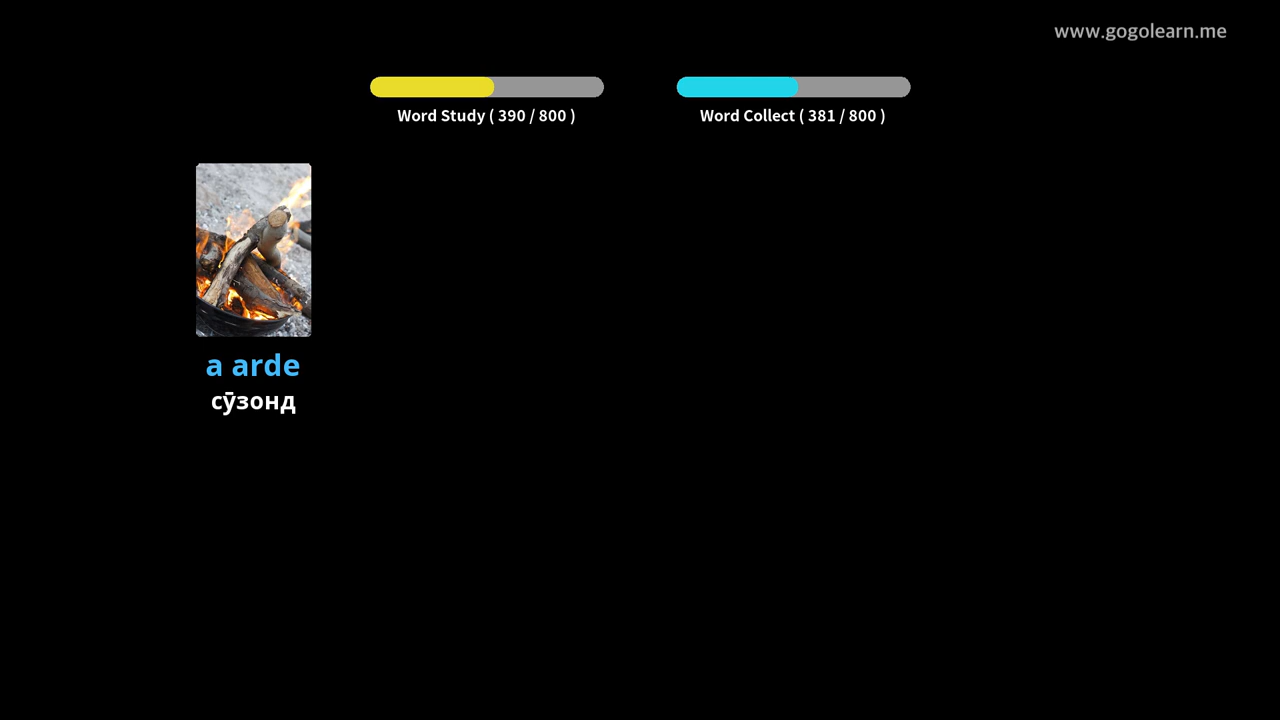 www.gogolearn.me
Word Study ( 390 / 800 )
Word Collect ( 381 / 800 )
a arde
сӯзонд